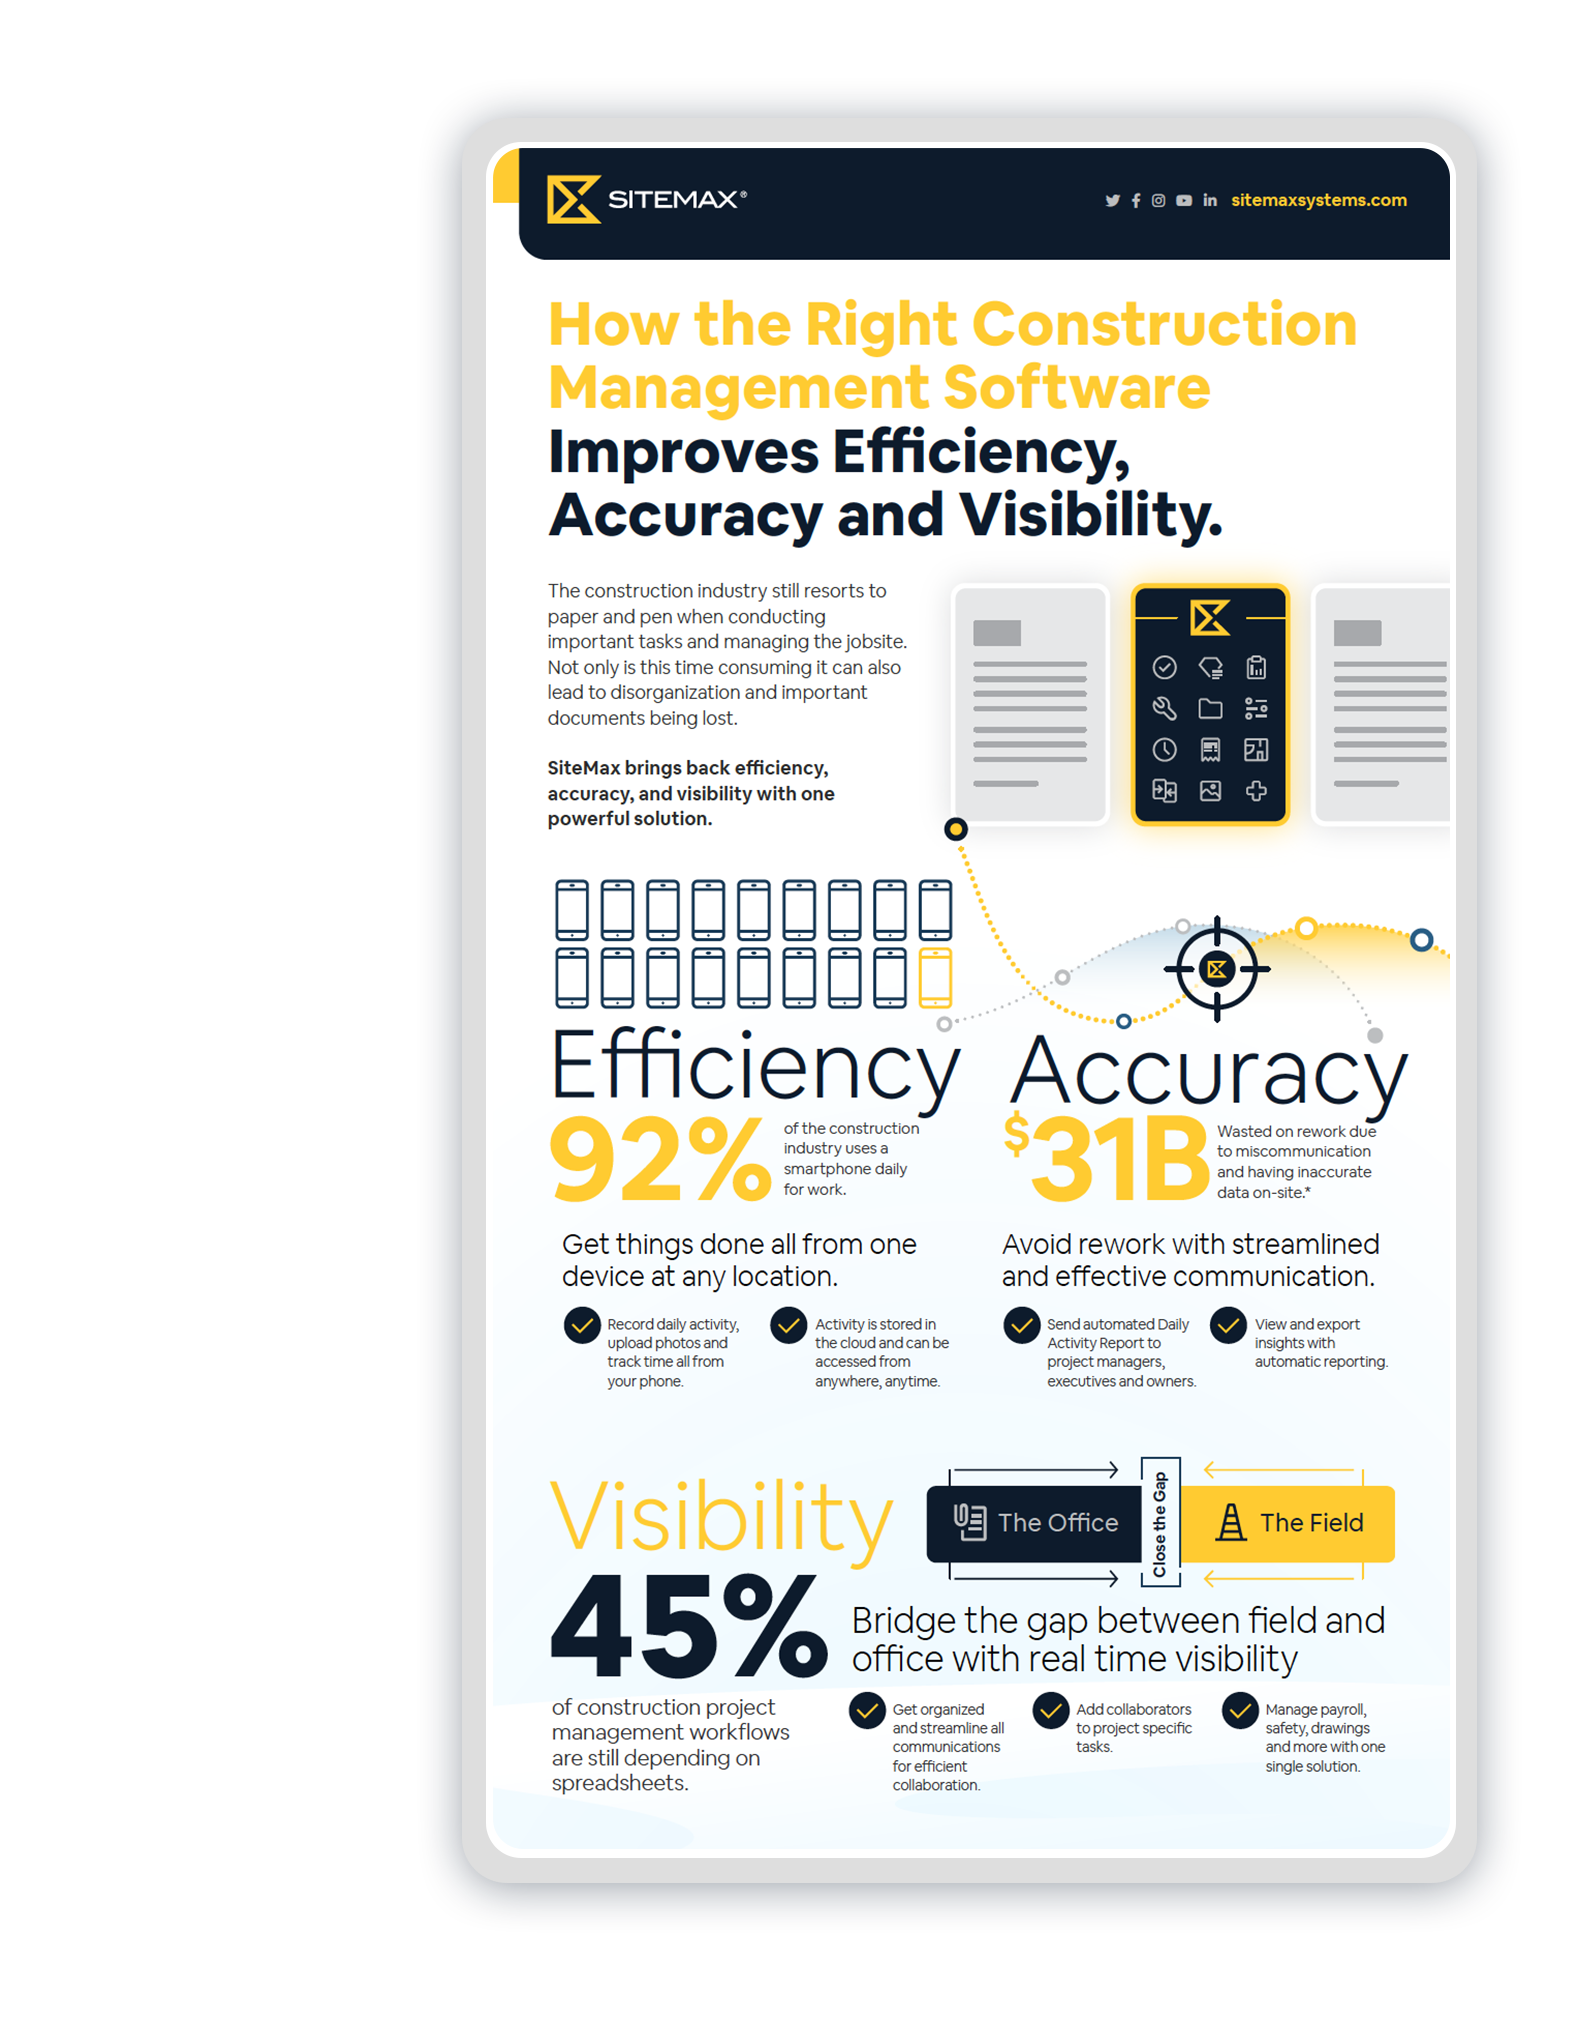 SITEMAX®
sitemaxsystems.com
How the Right Construction
Management Software
Improves Efficiency,
Accuracy and Visibility.
The construction industry still resorts to
paper and pen when conducting
important tasks and managing the jobsite.
Not only is this time consuming it can also
lead to disorganization and important
documents being lost.
SiteMax brings back efficiency,
accuracy, and visibility with one
powerful solution.
Efficiency
92%
of the construction
industry uses a
smartphone daily
for work.
Get things done all from one
device at any location.
Record daily activity,
upload photos and
track time all from
your phone.
Activity is stored in
the cloud and can be
accessed from
anywhere, anytime.
Accuracy
$31B
Wasted on rework due
to miscommunication
and having inaccurate
data on-site.*
Avoid rework with streamlined
and effective communication.
Send automated Daily
Activity Report to
project managers,
executives and owners.
View and export
insights with
automatic reporting.
Visibility
45%
of construction project
management workflows
are still depending on
spreadsheets.
The Office
Close the Gap
The Field
Bridge the gap between field and
office with real time visibility
Get organized
and streamline all
communications
for efficient
collaboration.
Add collaborators
to project specific
tasks.
Manage payroll,
safety, drawings
and more with one
single solution.